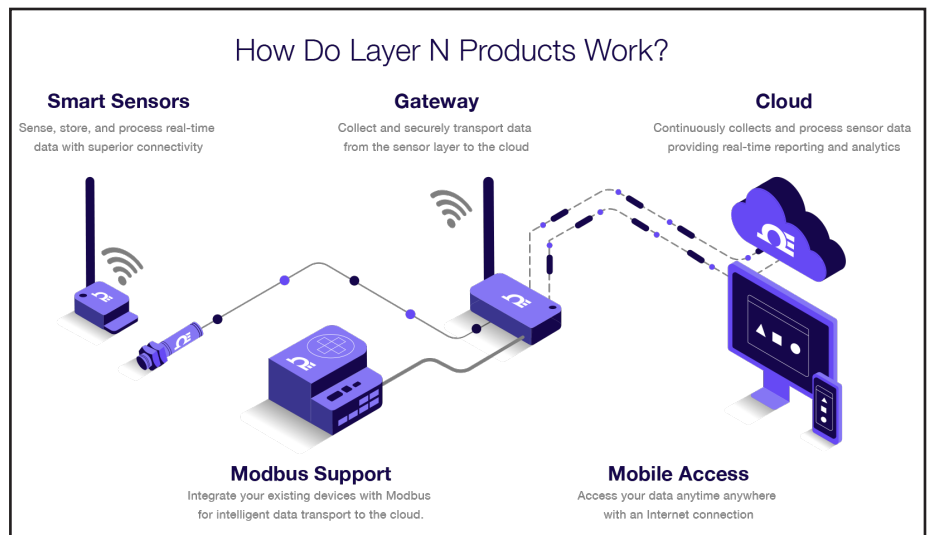 How Do Layer N Products Work?
Smart Sensors
Sense, store, and process real-time
data with superior connectivity
Gateway
Collect and securely transport data
from the sensor layer to the cloud
Cloud
Continuously collects and process sensor data
providing real-time reporting and analytics
Modbus Support
Integrate your existing devices with Modbus
for intelligent data transport to the cloud.
Mobile Access
Access your data anytime anywhere
with an Internet connection